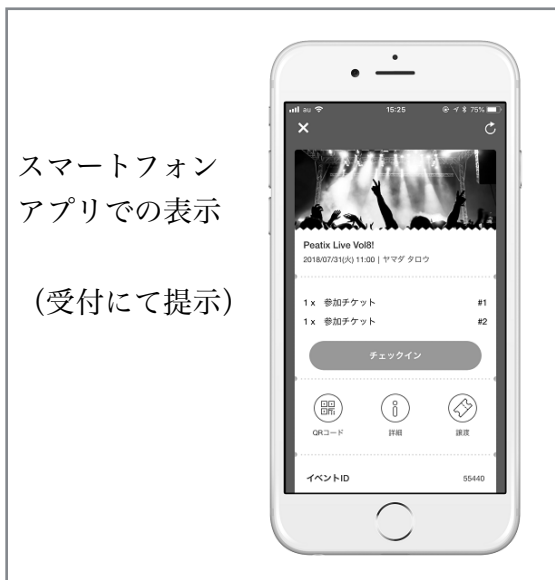 スマートフォン
アプリでの表示
（受付にて提示）
au 15:25 75%
Peatix Live Vol8!
2018/07/31(火) 11:00 | ヤマダ タロウ
1 x 参加チケット #1
1 x 参加チケット #2
チェックイン
QRコード 詳細 譲渡
イベントID 55440